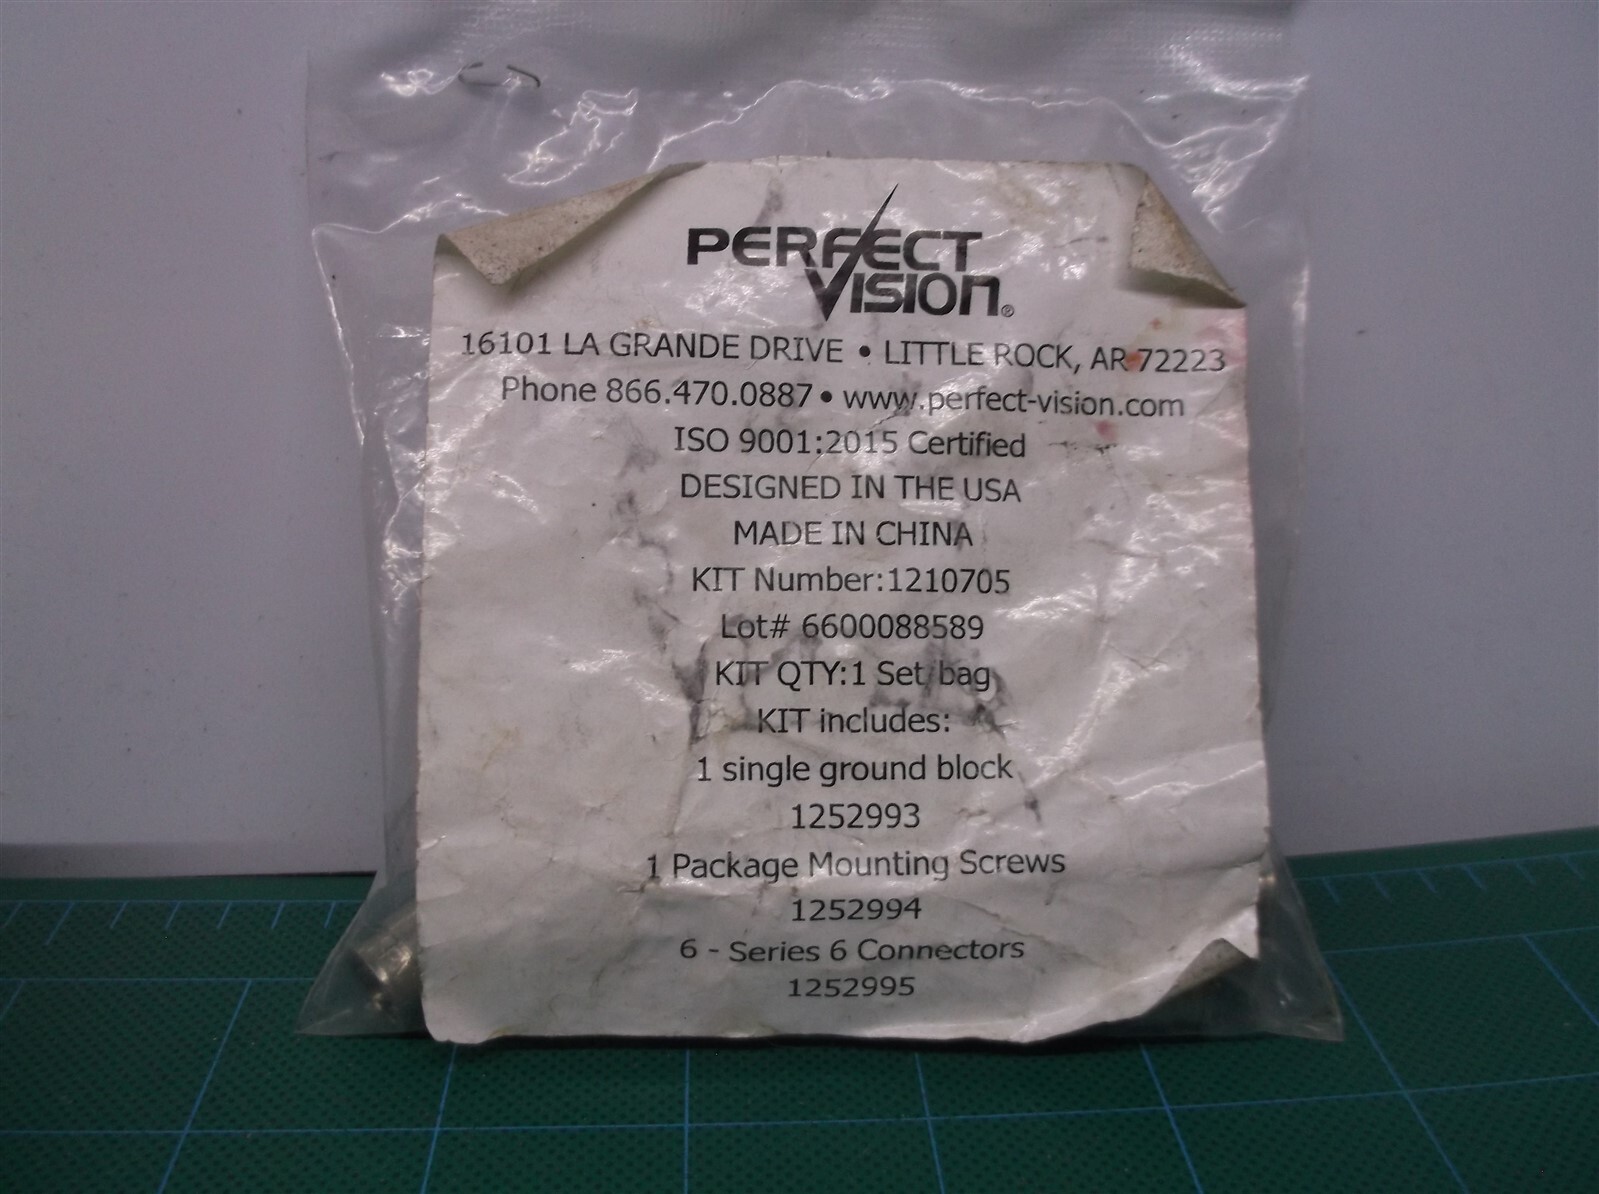 PERFECT
VISION®
16101 LA GRANDE DRIVE • LITTLE ROCK, AR 72223
Phone 866.470.0887 • www.perfect-vision.com
ISO 9001:2015 Certified
DESIGNED IN THE USA
MADE IN CHINA
KIT Number:1210705
Lot# 6600088589
KIT QTY:1 Set/bag
KIT includes:
1 single ground block
1252993
1 Package Mounting Screws
1252994
6 - Series 6 Connectors
1252995